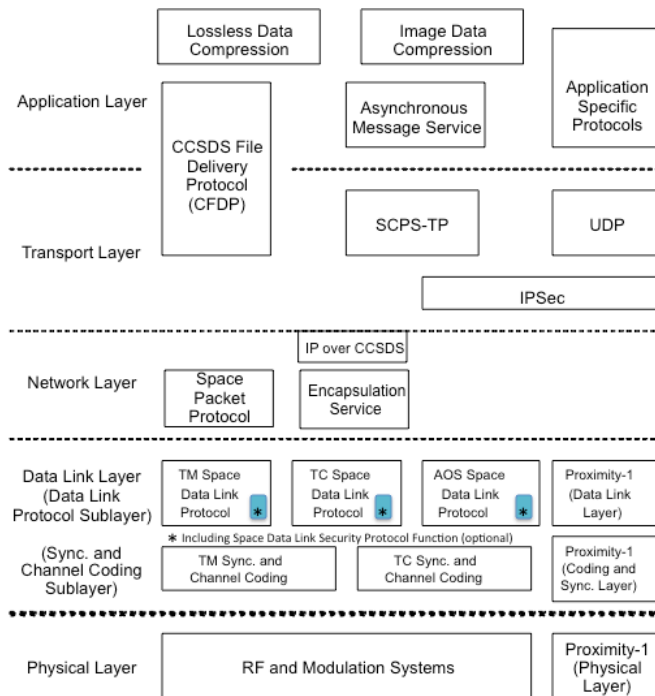 Lossless Data
Compression
Image Data
Compression
Application Layer
CCSDS File
Delivery
Protocol
(CFDP)
Asynchronous
Message Service
Application
Specific
Protocols
Transport Layer
SCPS-TP
UDP
IPSec
IP over CCSDS
Network Layer
Space
Packet
Protocol
Encapsulation
Service
Data Link Layer
(Data Link
Protocol Sublayer)
TM Space
Data Link
Protocol *
TC Space
Data Link
Protocol *
AOS Space
Data Link
Protocol *
Proximity-1
(Data Link
Layer)
* Including Space Data Link Security Protocol Function (optional)
(Sync. and
Channel Coding
Sublayer)
TM Sync. and
Channel Coding
TC Sync. and
Channel Coding
Proximity-1
(Coding and
Sync. Layer)
Physical Layer
RF and Modulation Systems
Proximity-1
(Physical
Layer)